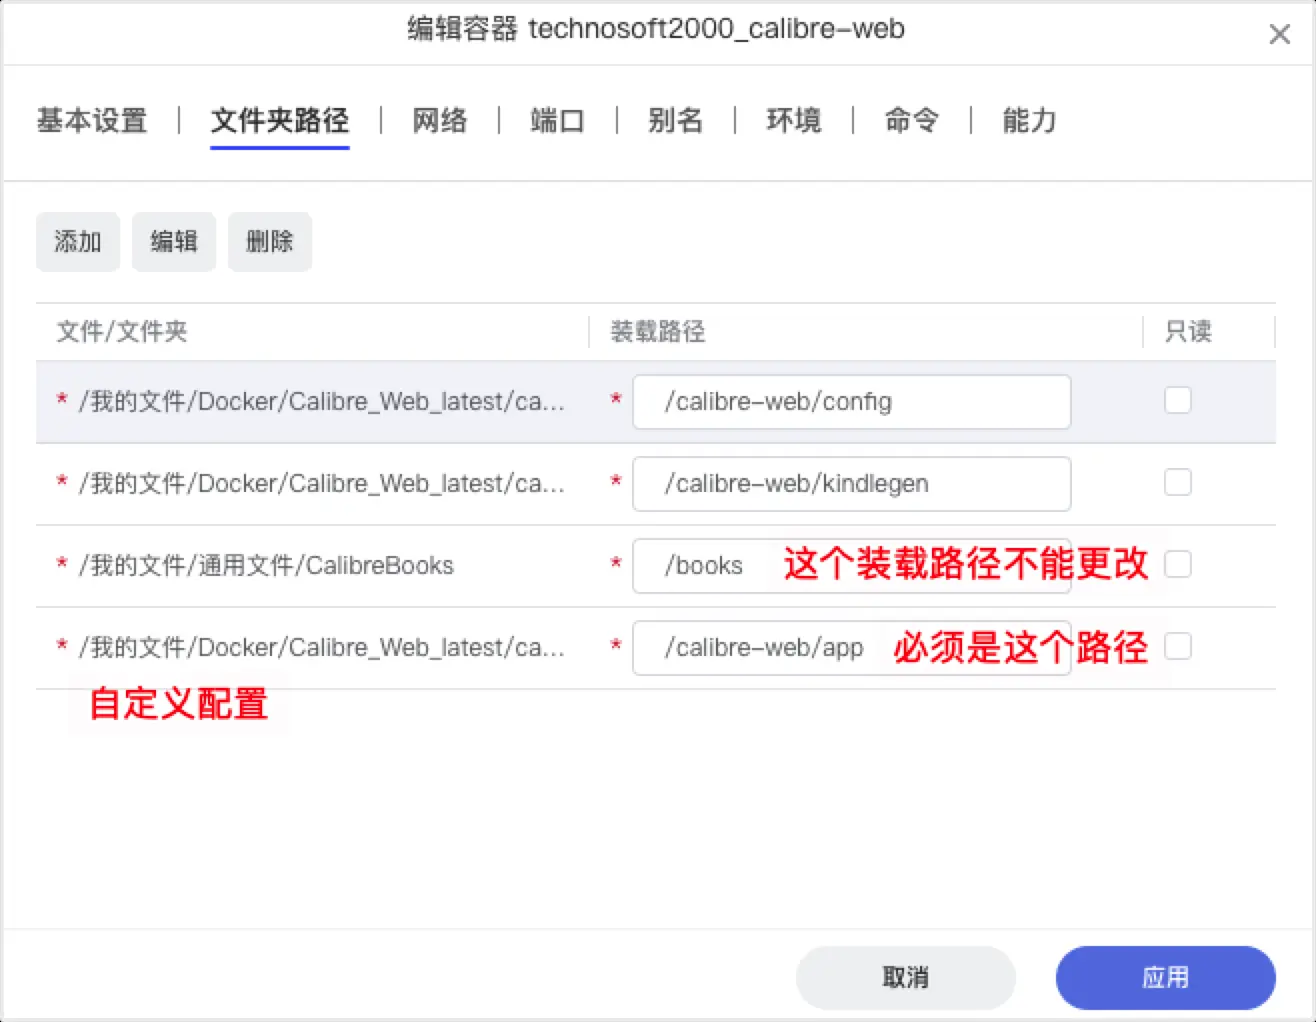 编辑容器 technosoft2000_calibre-web
基本设置 | 文件夹路径 | 网络 | 端口 | 别名 | 环境 | 命令 | 能力
添加 编辑 删除
文件/文件夹 装载路径 只读
* /我的文件/Docker/Calibre_Web_latest/ca... * /calibre-web/config
* /我的文件/Docker/Calibre_Web_latest/ca... * /calibre-web/kindlegen
* /我的文件/通用文件/CalibreBooks * /books 这个装载路径不能更改
* /我的文件/Docker/Calibre_Web_latest/ca... * /calibre-web/app 必须是这个路径
自定义配置
取消 应用